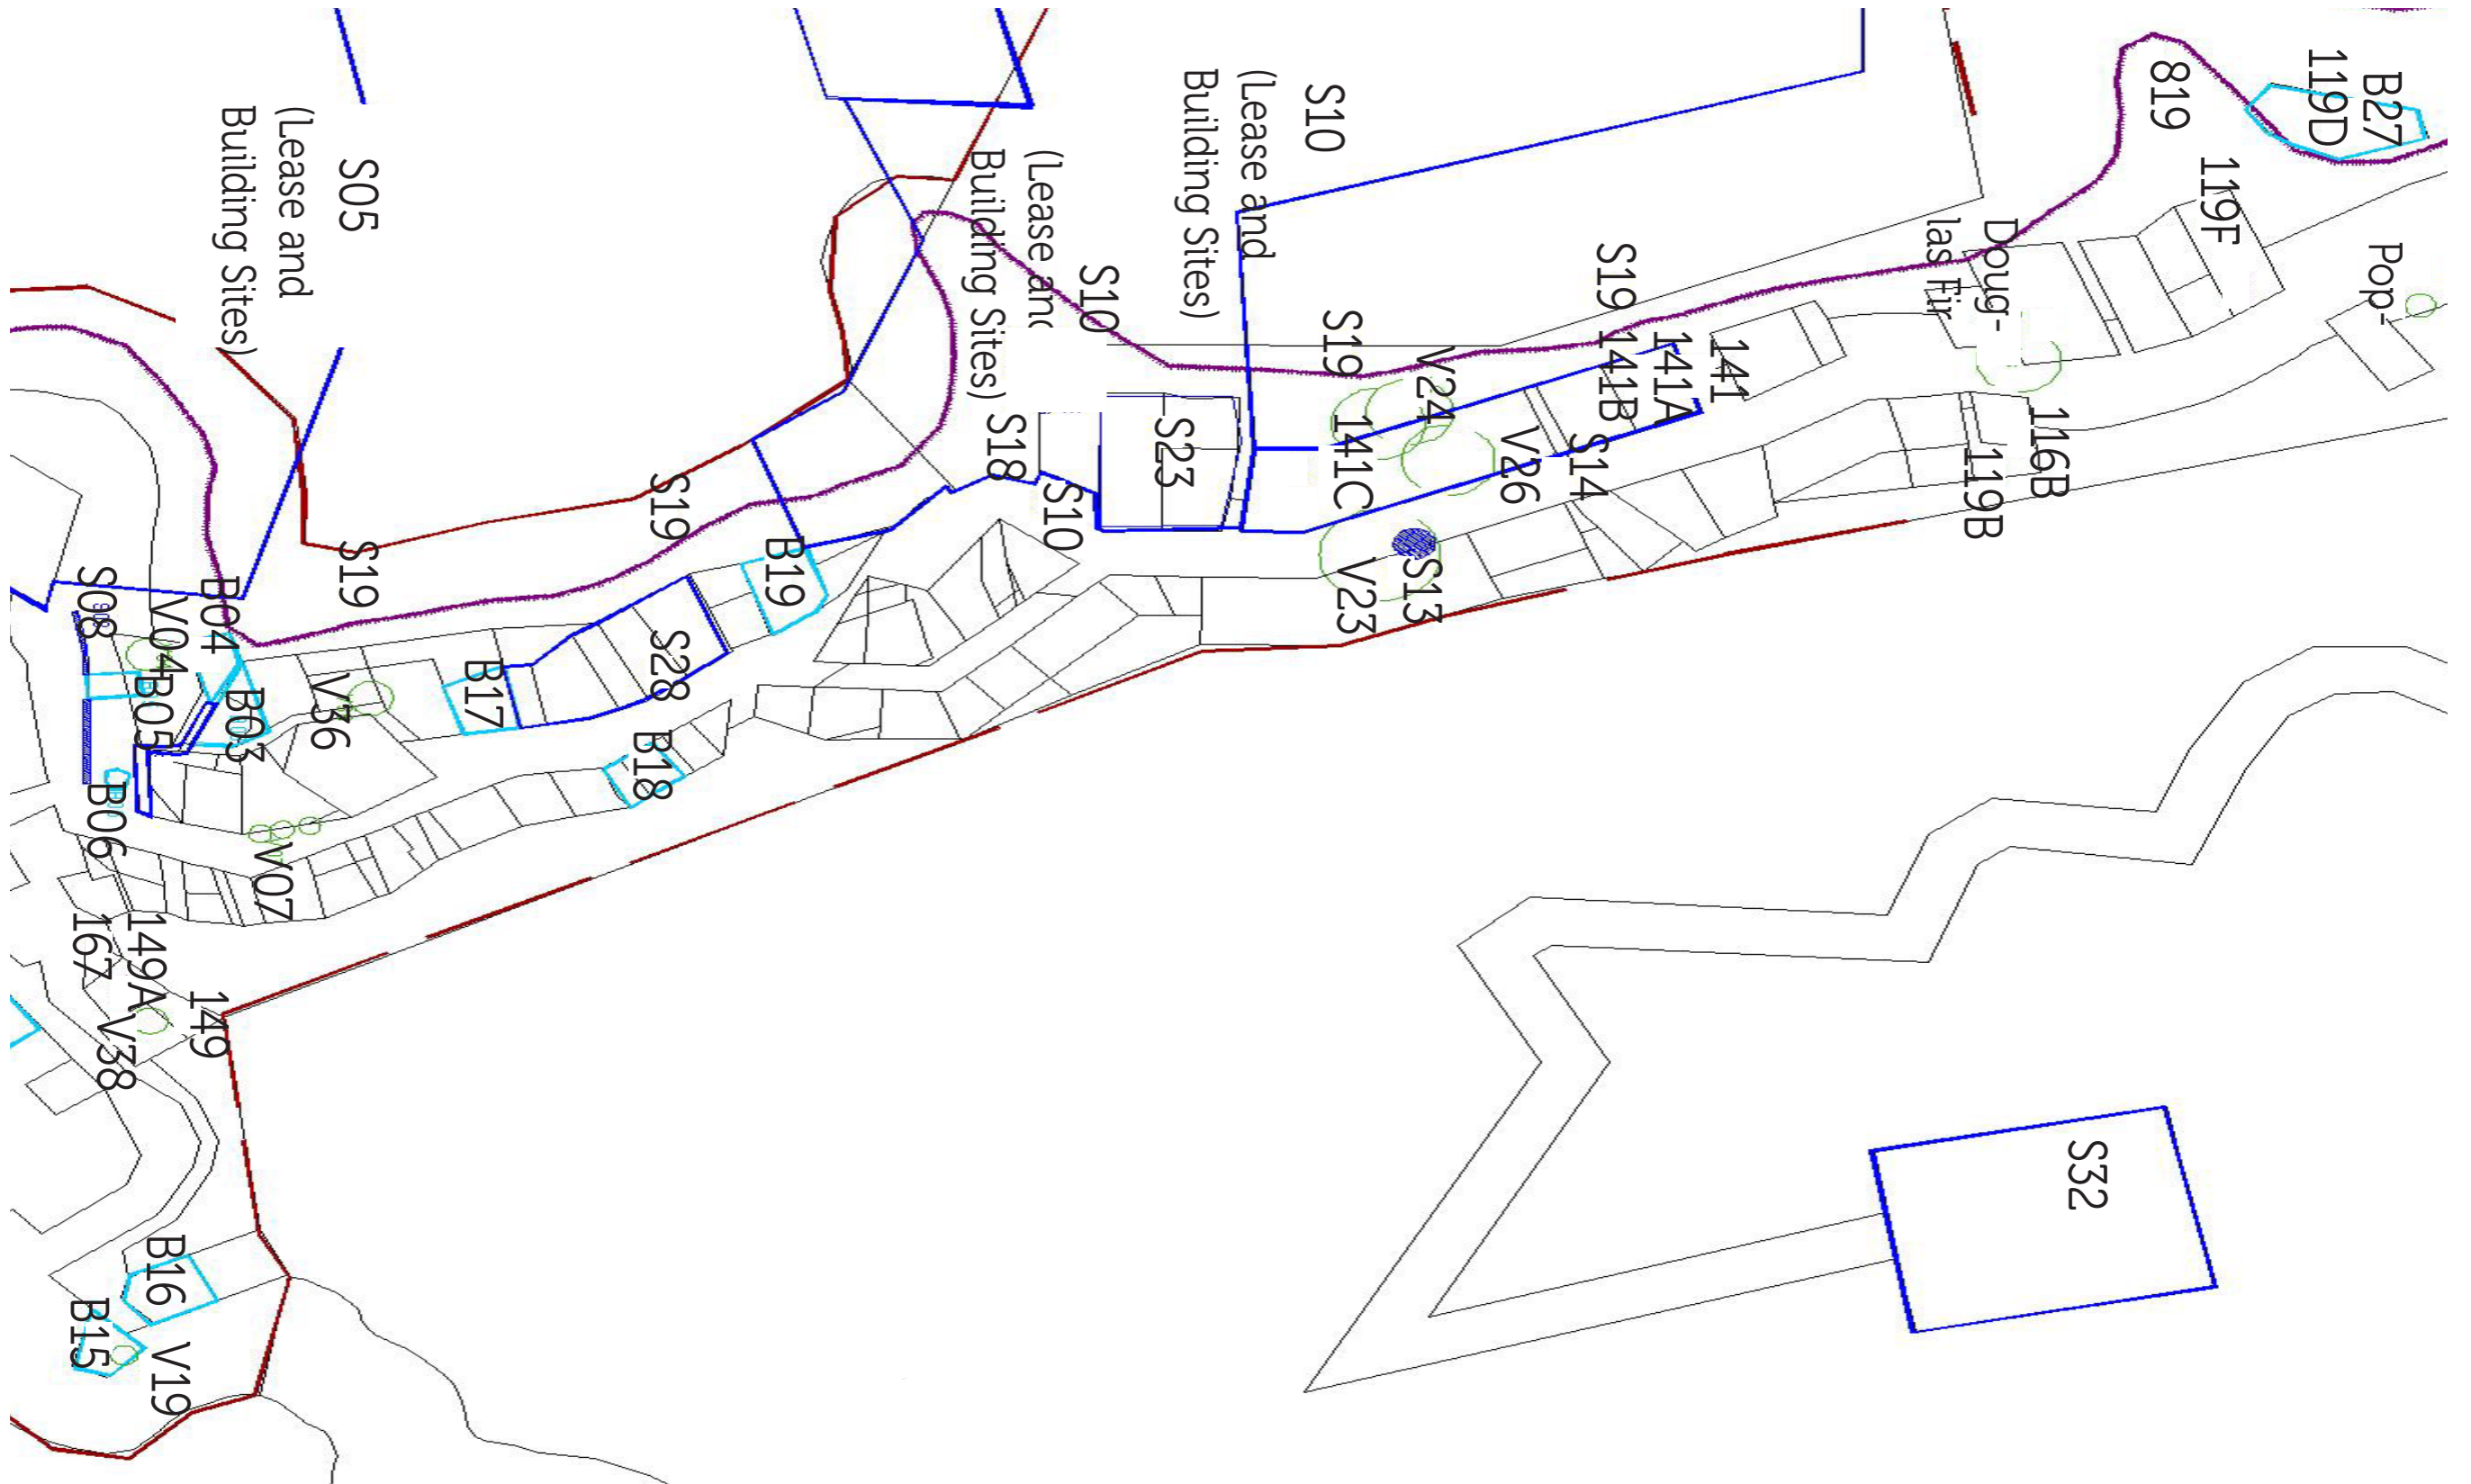 B27
119D
819
119F
Pop-
Doug-
las Fir
S10
(Lease and
Building Sites)
S10
(Lease and
Building Sites)
S05
(Lease and
Building Sites)
S19
141
141A
141B
S19
V24
141C
116B
119B
S14
V26
S23
S18
S10
S13
V23
S19
B19
S19
S28
B17
B18
S08
V04
B04
B05
B03
V36
B06
V07
167
149A
149
V38
S32
B16
B15
V19